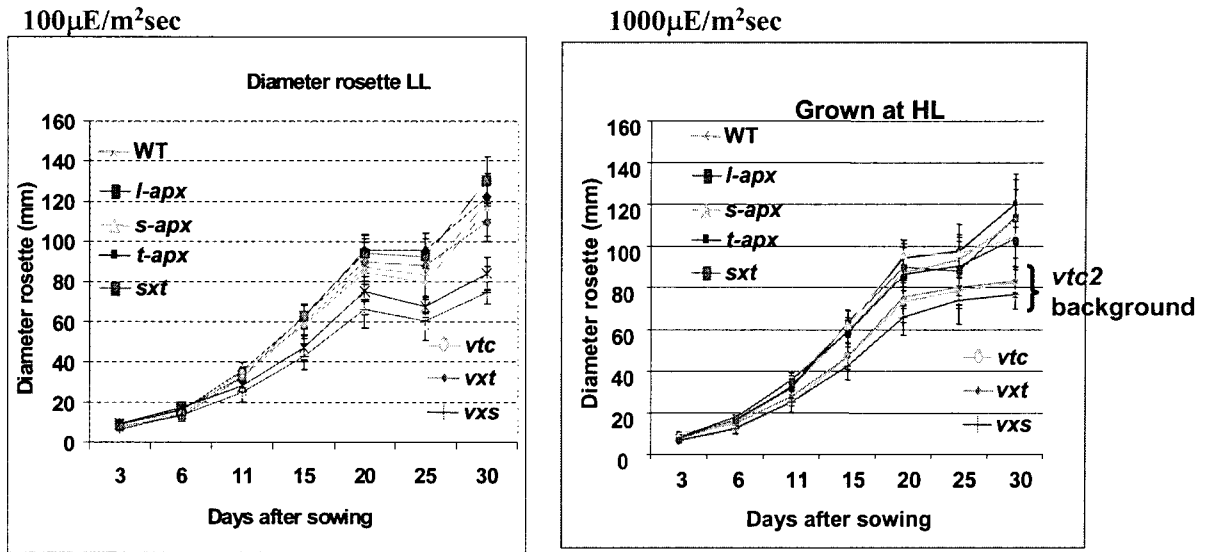 100μE/m²sec
Diameter rosette LL
Diameter rosette (mm)
160
140
120
100
80
60
40
20
0
WT
l-apx
s-apx
t-apx
sxt
vtc
vxt
vxs
3 6 11 15 20 25 30
Days after sowing
1000μE/m²sec
Grown at HL
Diameter rosette (mm)
160
140
120
100
80
60
40
20
0
WT
l-apx
s-apx
t-apx
sxt
vtc
vxt
vxs
vtc2
background
3 6 11 15 20 25 30
Days after sowing